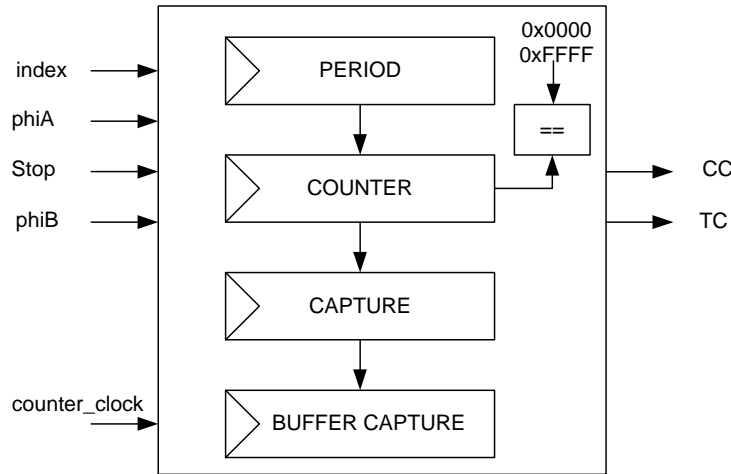 0x0000
0xFFFF
index
PERIOD
phiA
==
Stop
COUNTER
CC
phiB
TC
CAPTURE
counter_clock
BUFFER CAPTURE